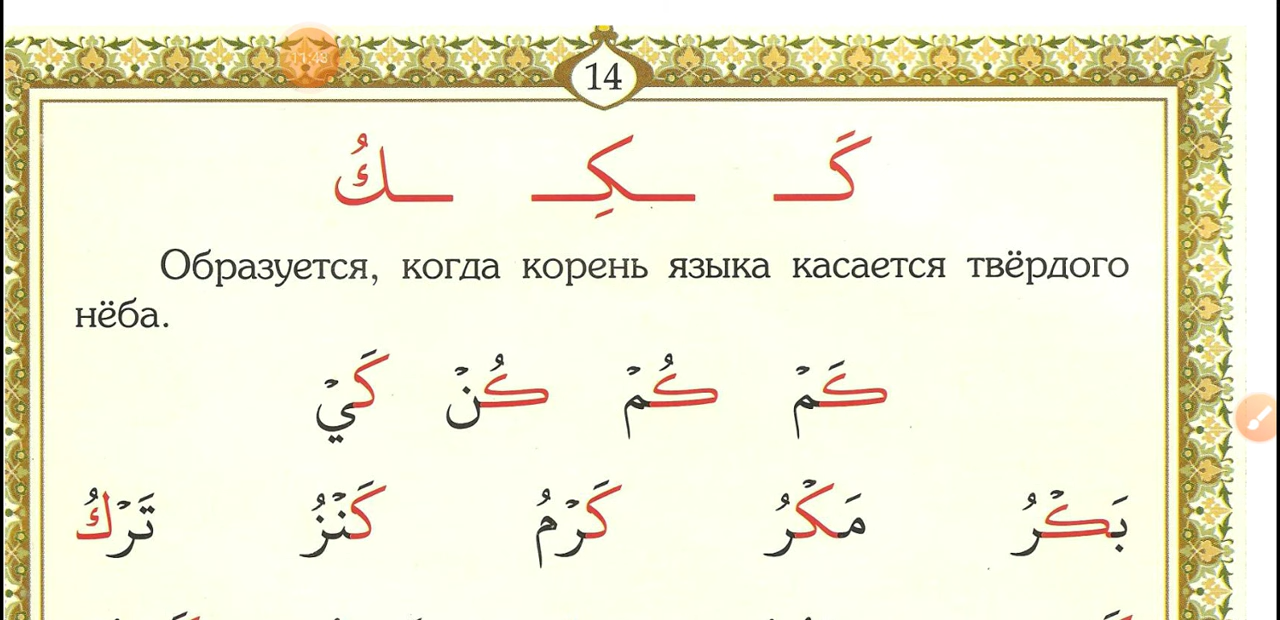 14
كَـ ـكِـ ـكُ
Образуется, когда корень языка касается твёрдого
нёба.
كَمْ كُمْ كُنْ كَيْ
بَكْرُ مَكْرُ كَرْمُ كَنْزُ تَرْكُ